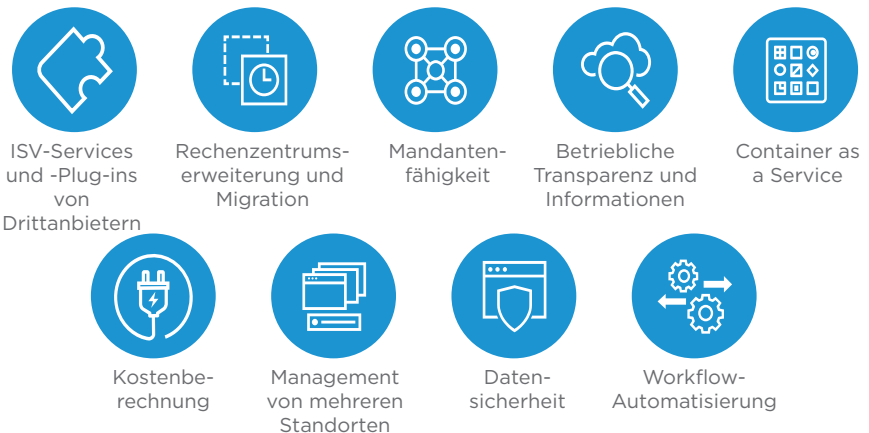 ISV-Services
und -Plug-ins
von
Drittanbietern
Rechenzentrums-
erweiterung und
Migration
Mandanten-
fähigkeit
Betriebliche
Transparenz und
Informationen
Container as
a Service
Kostenbe-
rechnung
Management
von mehreren
Standorten
Daten-
sicherheit
Workflow-
Automatisierung